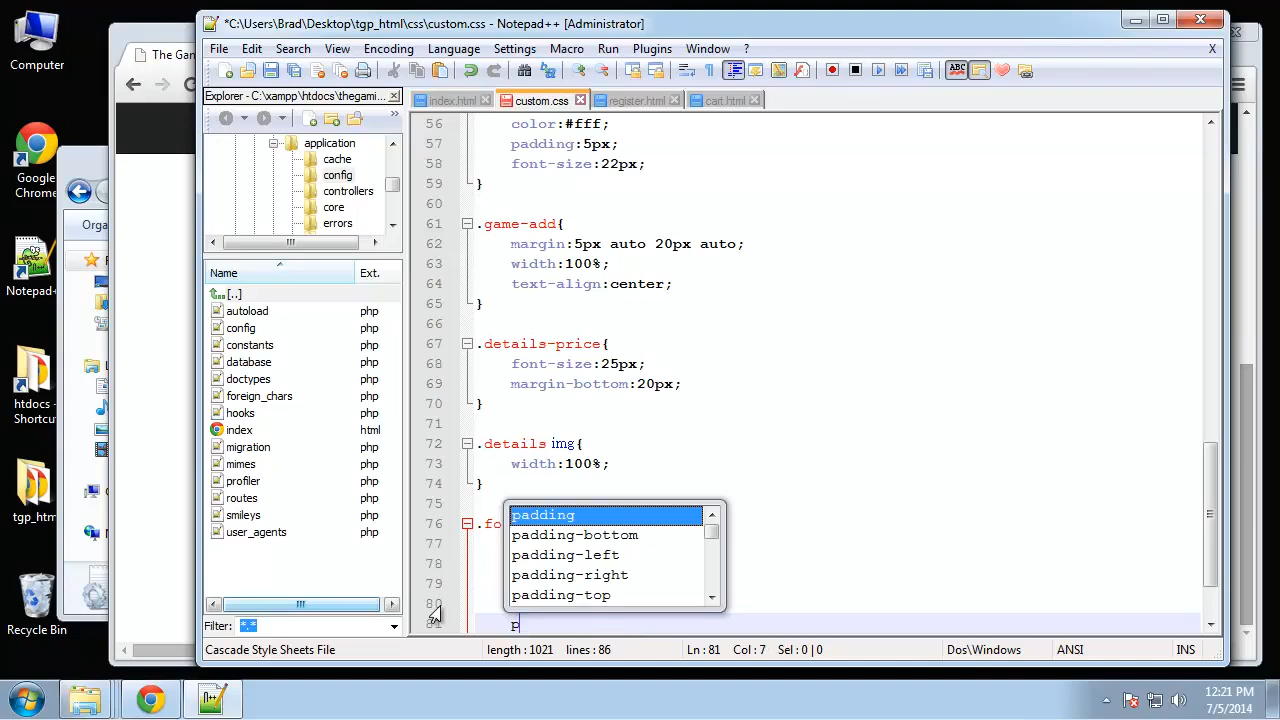 *C:\Users\Brad\Desktop\tgp_html\css\custom.css - Notepad++ [Administrator]
File Edit Search View Encoding Language Settings Macro Run Plugins Window ? X
Computer
Google
Chrome
Notepad+
htdocs -
Shortcut
tgp_htm
Recycle Bin
The Gan
Orga
Explorer - C:\xampp\htdocs\thegami...
application
cache
config
controllers
core
errors
Name Ext.
[..]
autoload php
config php
constants php
database php
doctypes php
foreign_chars php
hooks php
index html
migration php
mimes php
profiler php
routes php
smileys php
user_agents php
Filter: *.*
index.html custom.css register.html cart.html
56 color:#fff;
57 padding:5px;
58 font-size:22px;
59 }
60
61 .game-add{
62 margin:5px auto 20px auto;
63 width:100%;
64 text-align:center;
65 }
66
67 .details-price{
68 font-size:25px;
69 margin-bottom:20px;
70 }
71
72 .details img{
73 width:100%;
74 }
75
76 .fo
77
78
79
80
81 p
padding
padding-bottom
padding-left
padding-right
padding-top
Cascade Style Sheets File length : 1021 lines : 86 Ln : 81 Col : 7 Sel : 0 | 0 Dos\Windows ANSI INS
12:21 PM
7/5/2014